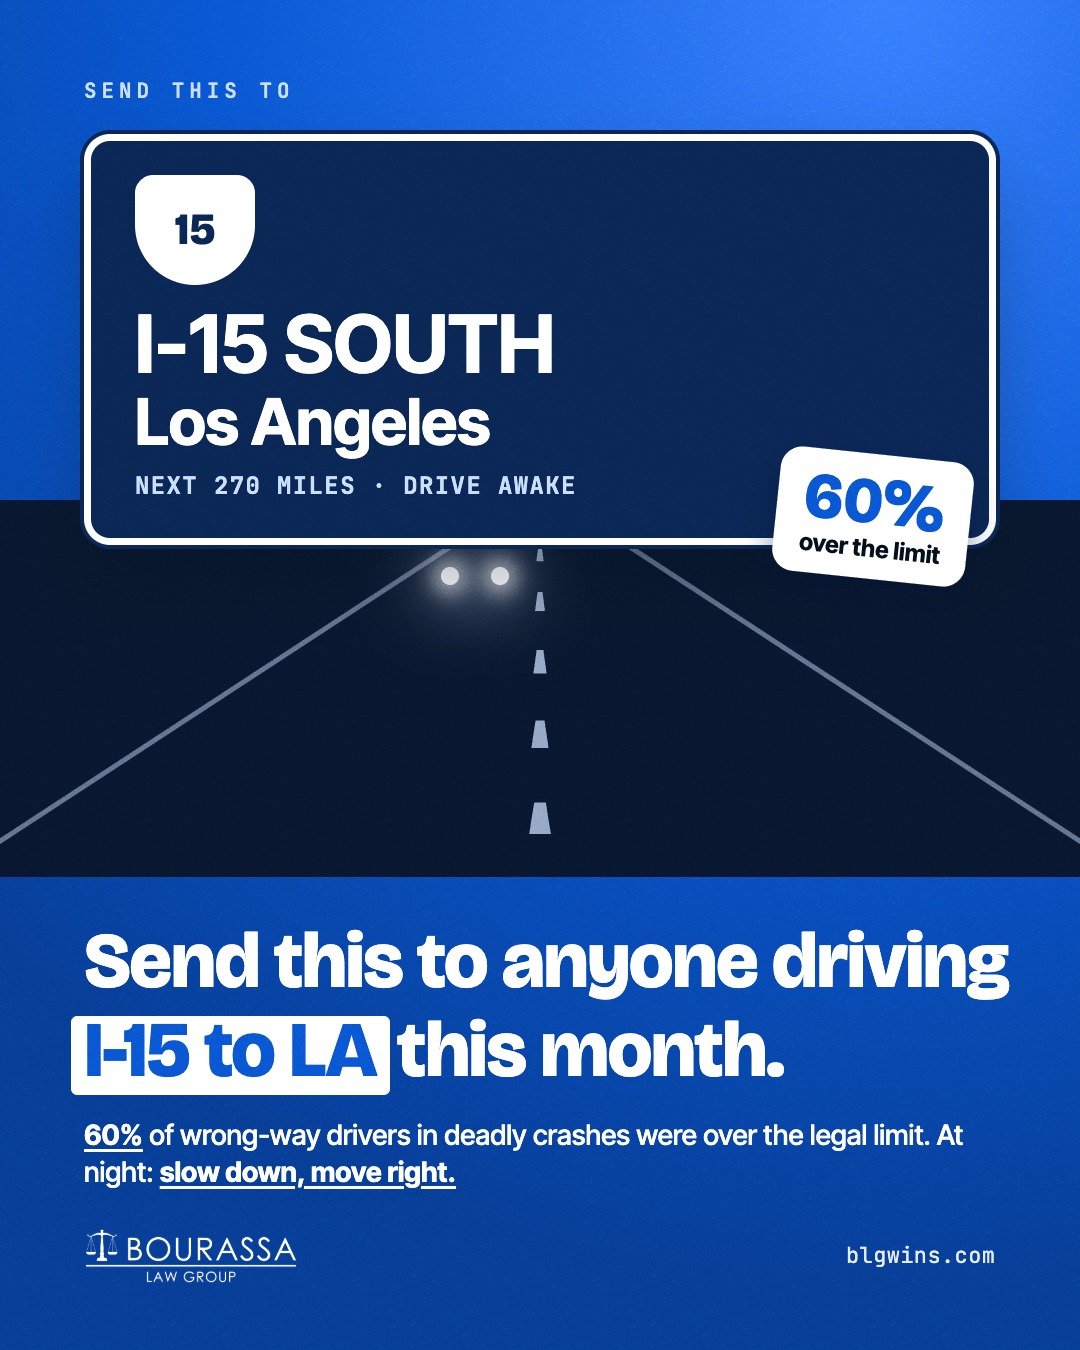 SEND THIS TO
15
I-15 SOUTH
Los Angeles
NEXT 270 MILES · DRIVE AWAKE
60%
over the limit
Send this to anyone driving
I-15 to LA this month.
60% of wrong-way drivers in deadly crashes were over the legal limit. At
night: slow down, move right.
BOURASSA
LAW GROUP
blgwins.com